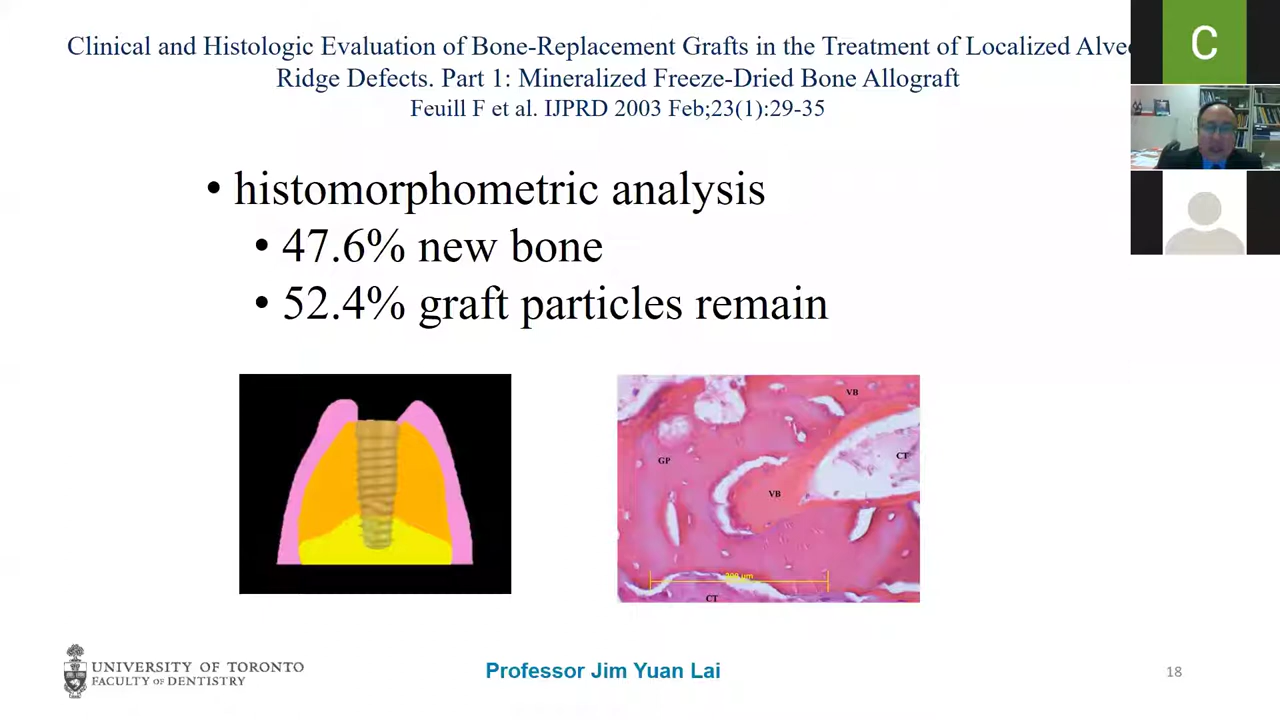 Clinical and Histologic Evaluation of Bone-Replacement Grafts in the Treatment of Localized Alve
Ridge Defects. Part 1: Mineralized Freeze-Dried Bone Allograft
Feuill F et al. IJPRD 2003 Feb;23(1):29-35
C
• histomorphometric analysis
• 47.6% new bone
• 52.4% graft particles remain
VB
GP
CT
VB
200 µm
CT
UNIVERSITY OF TORONTO
FACULTY OF DENTISTRY
Professor Jim Yuan Lai
18